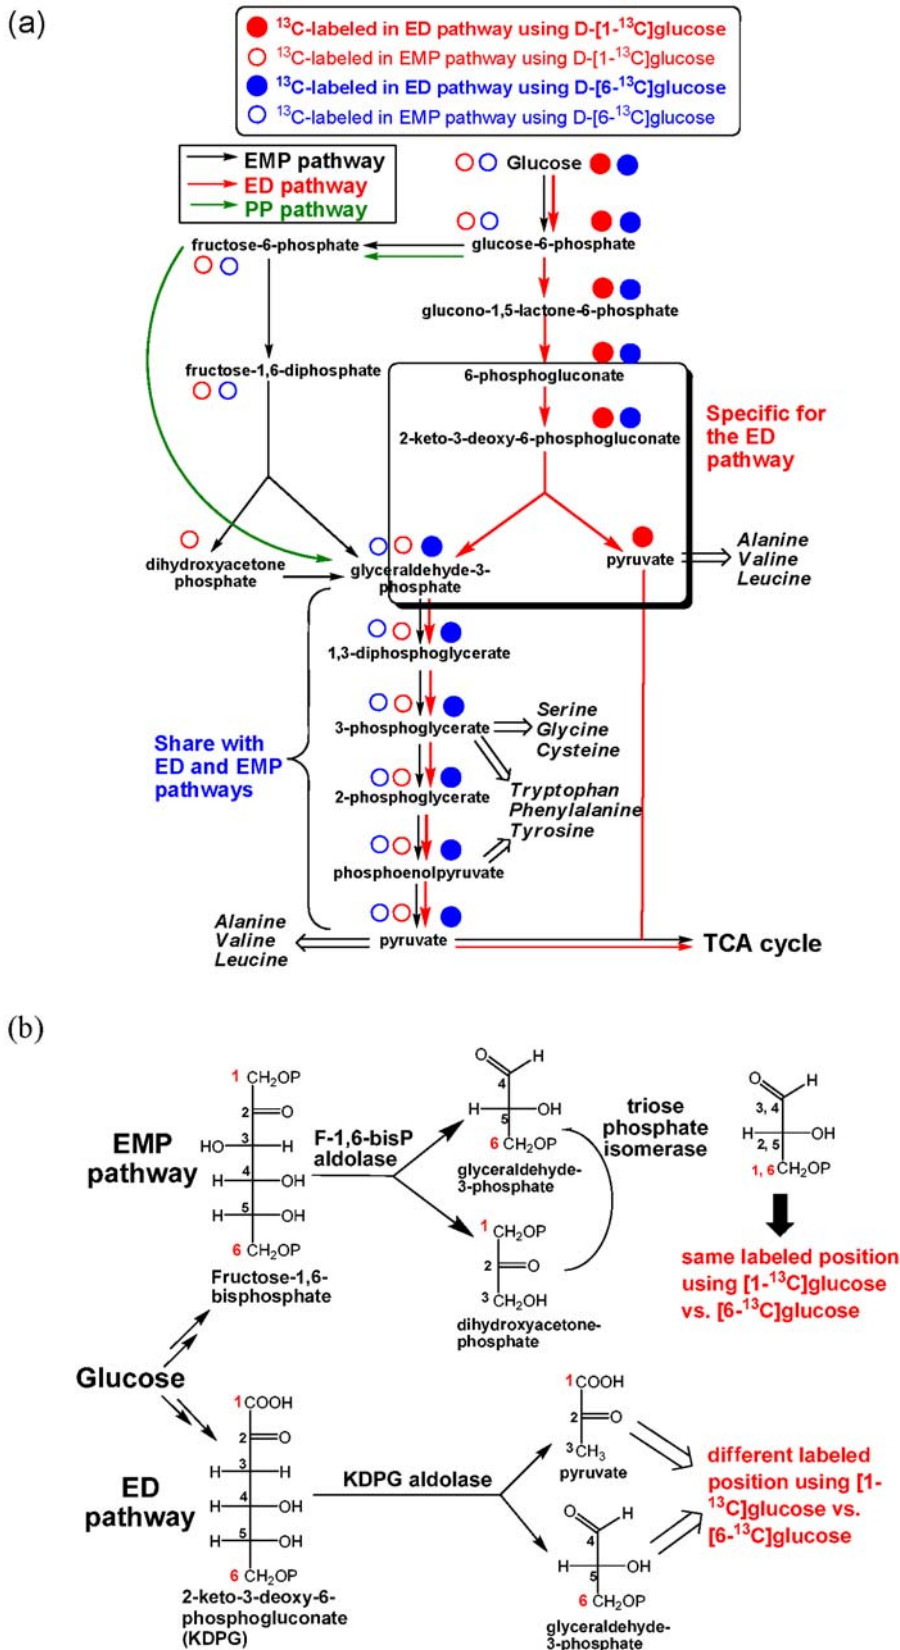 (a)
¹³C-labeled in ED pathway using D-[1-¹³C]glucose
¹³C-labeled in EMP pathway using D-[1-¹³C]glucose
¹³C-labeled in ED pathway using D-[6-¹³C]glucose
¹³C-labeled in EMP pathway using D-[6-¹³C]glucose
EMP pathway
ED pathway
PP pathway
Glucose
fructose-6-phosphate
glucose-6-phosphate
glucono-1,5-lactone-6-phosphate
fructose-1,6-diphosphate
6-phosphogluconate
2-keto-3-deoxy-6-phosphogluconate
Specific for
the ED
pathway
dihydroxyacetone
phosphate
glyceraldehyde-3-
phosphate
pyruvate
Alanine
Valine
Leucine
1,3-diphosphoglycerate
3-phosphoglycerate
Serine
Glycine
Cysteine
Share with
ED and EMP
pathways
2-phosphoglycerate
Tryptophan
Phenylalanine
Tyrosine
phosphoenolpyruvate
Alanine
Valine
Leucine
pyruvate
TCA cycle
(b)
EMP
pathway
1 CH₂OP
2 O
HO 3 H
H 4 OH
H 5 OH
6 CH₂OP
Fructose-1,6-
bisphosphate
F-1,6-bisP
aldolase
O H
4
H OH
5
6 CH₂OP
glyceraldehyde-
3-phosphate
1 CH₂OP
2 O
3 CH₂OH
dihydroxyacetone-
phosphate
triose
phosphate
isomerase
O H
3, 4
H OH
2, 5
1, 6 CH₂OP
same labeled position
using [1-¹³C]glucose
vs. [6-¹³C]glucose
Glucose
ED
pathway
1 COOH
2 O
H 3 H
H 4 OH
H 5 OH
6 CH₂OP
2-keto-3-deoxy-6-
phosphogluconate
(KDPG)
KDPG aldolase
1 COOH
2 O
3 CH₃
pyruvate
O H
4
H OH
5
6 CH₂OP
glyceraldehyde-
3-phosphate
different labeled
position using [1-
¹³C]glucose vs.
[6-¹³C]glucose